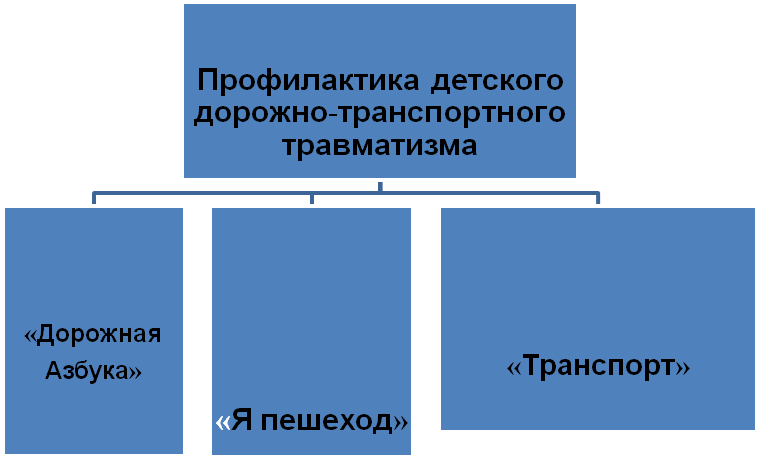 Профилактика детского
дорожно-транспортного
травматизма
«Дорожная
Азбука»
«Я пешеход»
«Транспорт»